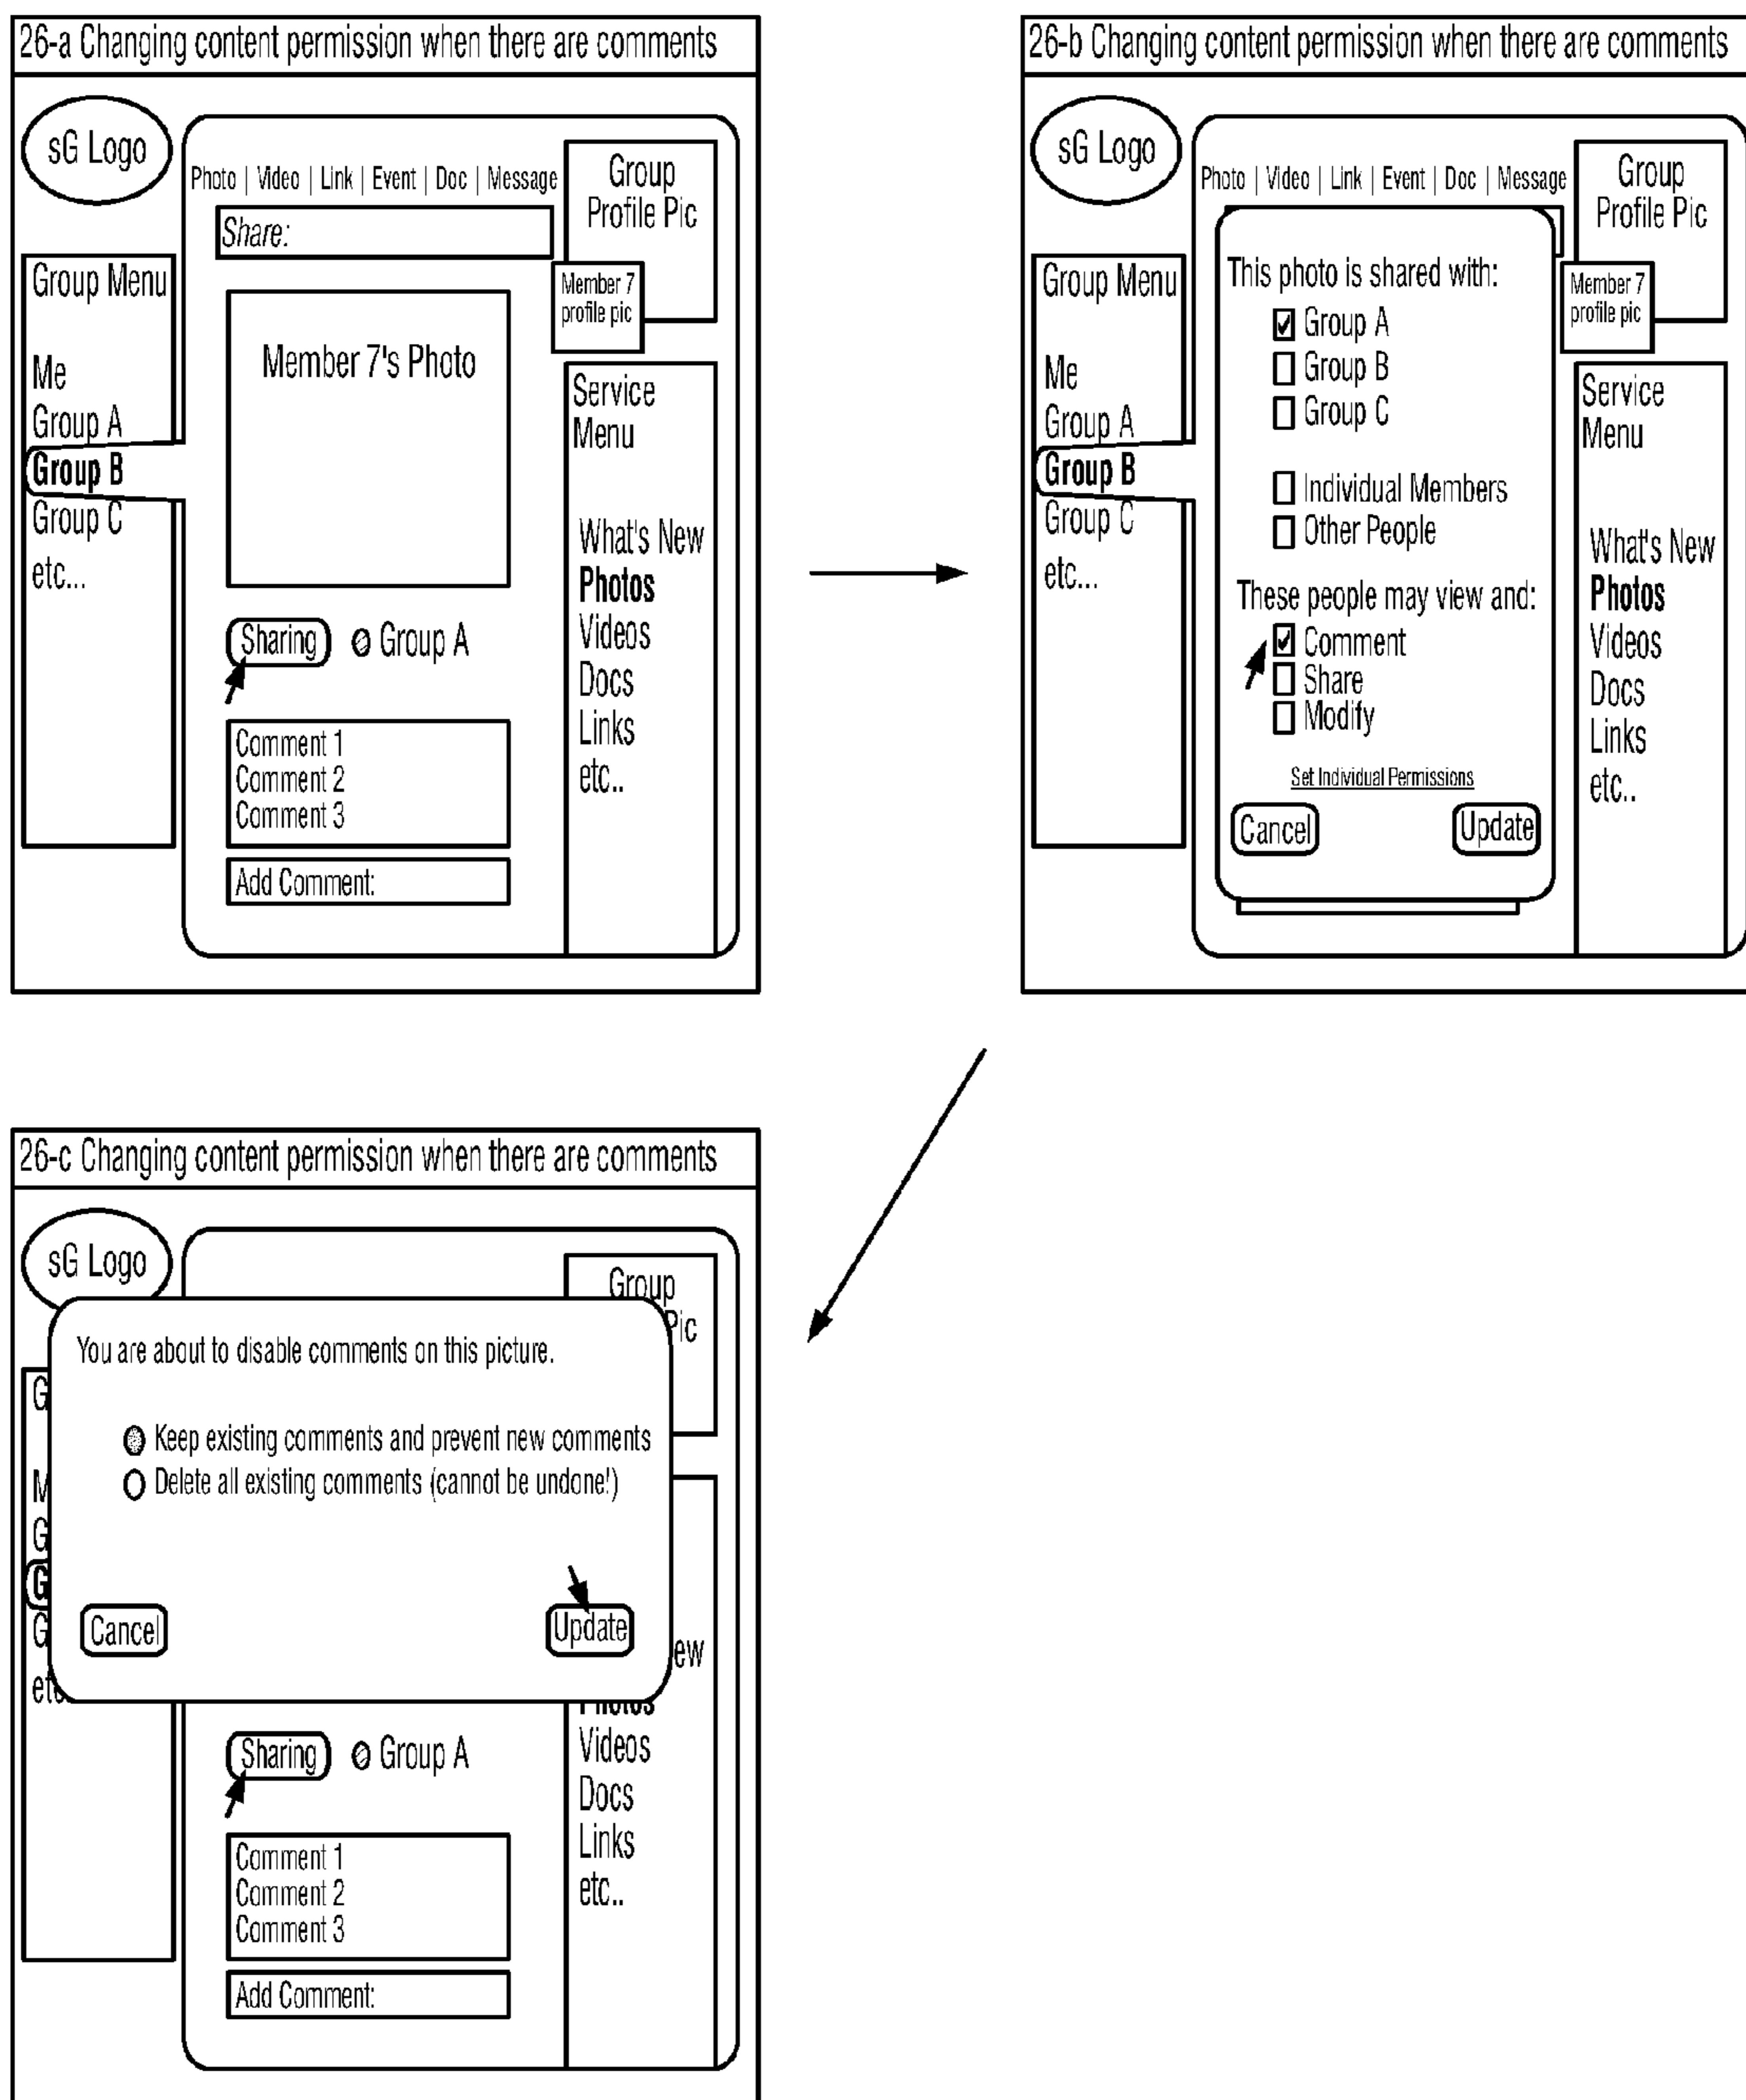 26-a Changing content permission when there are comments
sG Logo
Photo | Video | Link | Event | Doc | Message
Share:
Group
Profile Pic
Member 7
profile pic
Group Menu
Me
Group A
Group B
Group C
etc...
Member 7's Photo
Sharing
Group A
Comment 1
Comment 2
Comment 3
Add Comment:
Service
Menu
What's New
Photos
Videos
Docs
Links
etc..
26-b Changing content permission when there are comments
sG Logo
Photo | Video | Link | Event | Doc | Message
Group
Profile Pic
Member 7
profile pic
Group Menu
Me
Group A
Group B
Group C
etc...
This photo is shared with:
Group A
Group B
Group C
Individual Members
Other People
These people may view and:
Comment
Share
Modify
Set Individual Permissions
Cancel
Update
Service
Menu
What's New
Photos
Videos
Docs
Links
etc..
26-c Changing content permission when there are comments
sG Logo
Group
Pic
You are about to disable comments on this picture.
Keep existing comments and prevent new comments
Delete all existing comments (cannot be undone!)
Cancel
Update
ew
Photos
Videos
Docs
Links
etc..
Sharing
Group A
Comment 1
Comment 2
Comment 3
Add Comment: